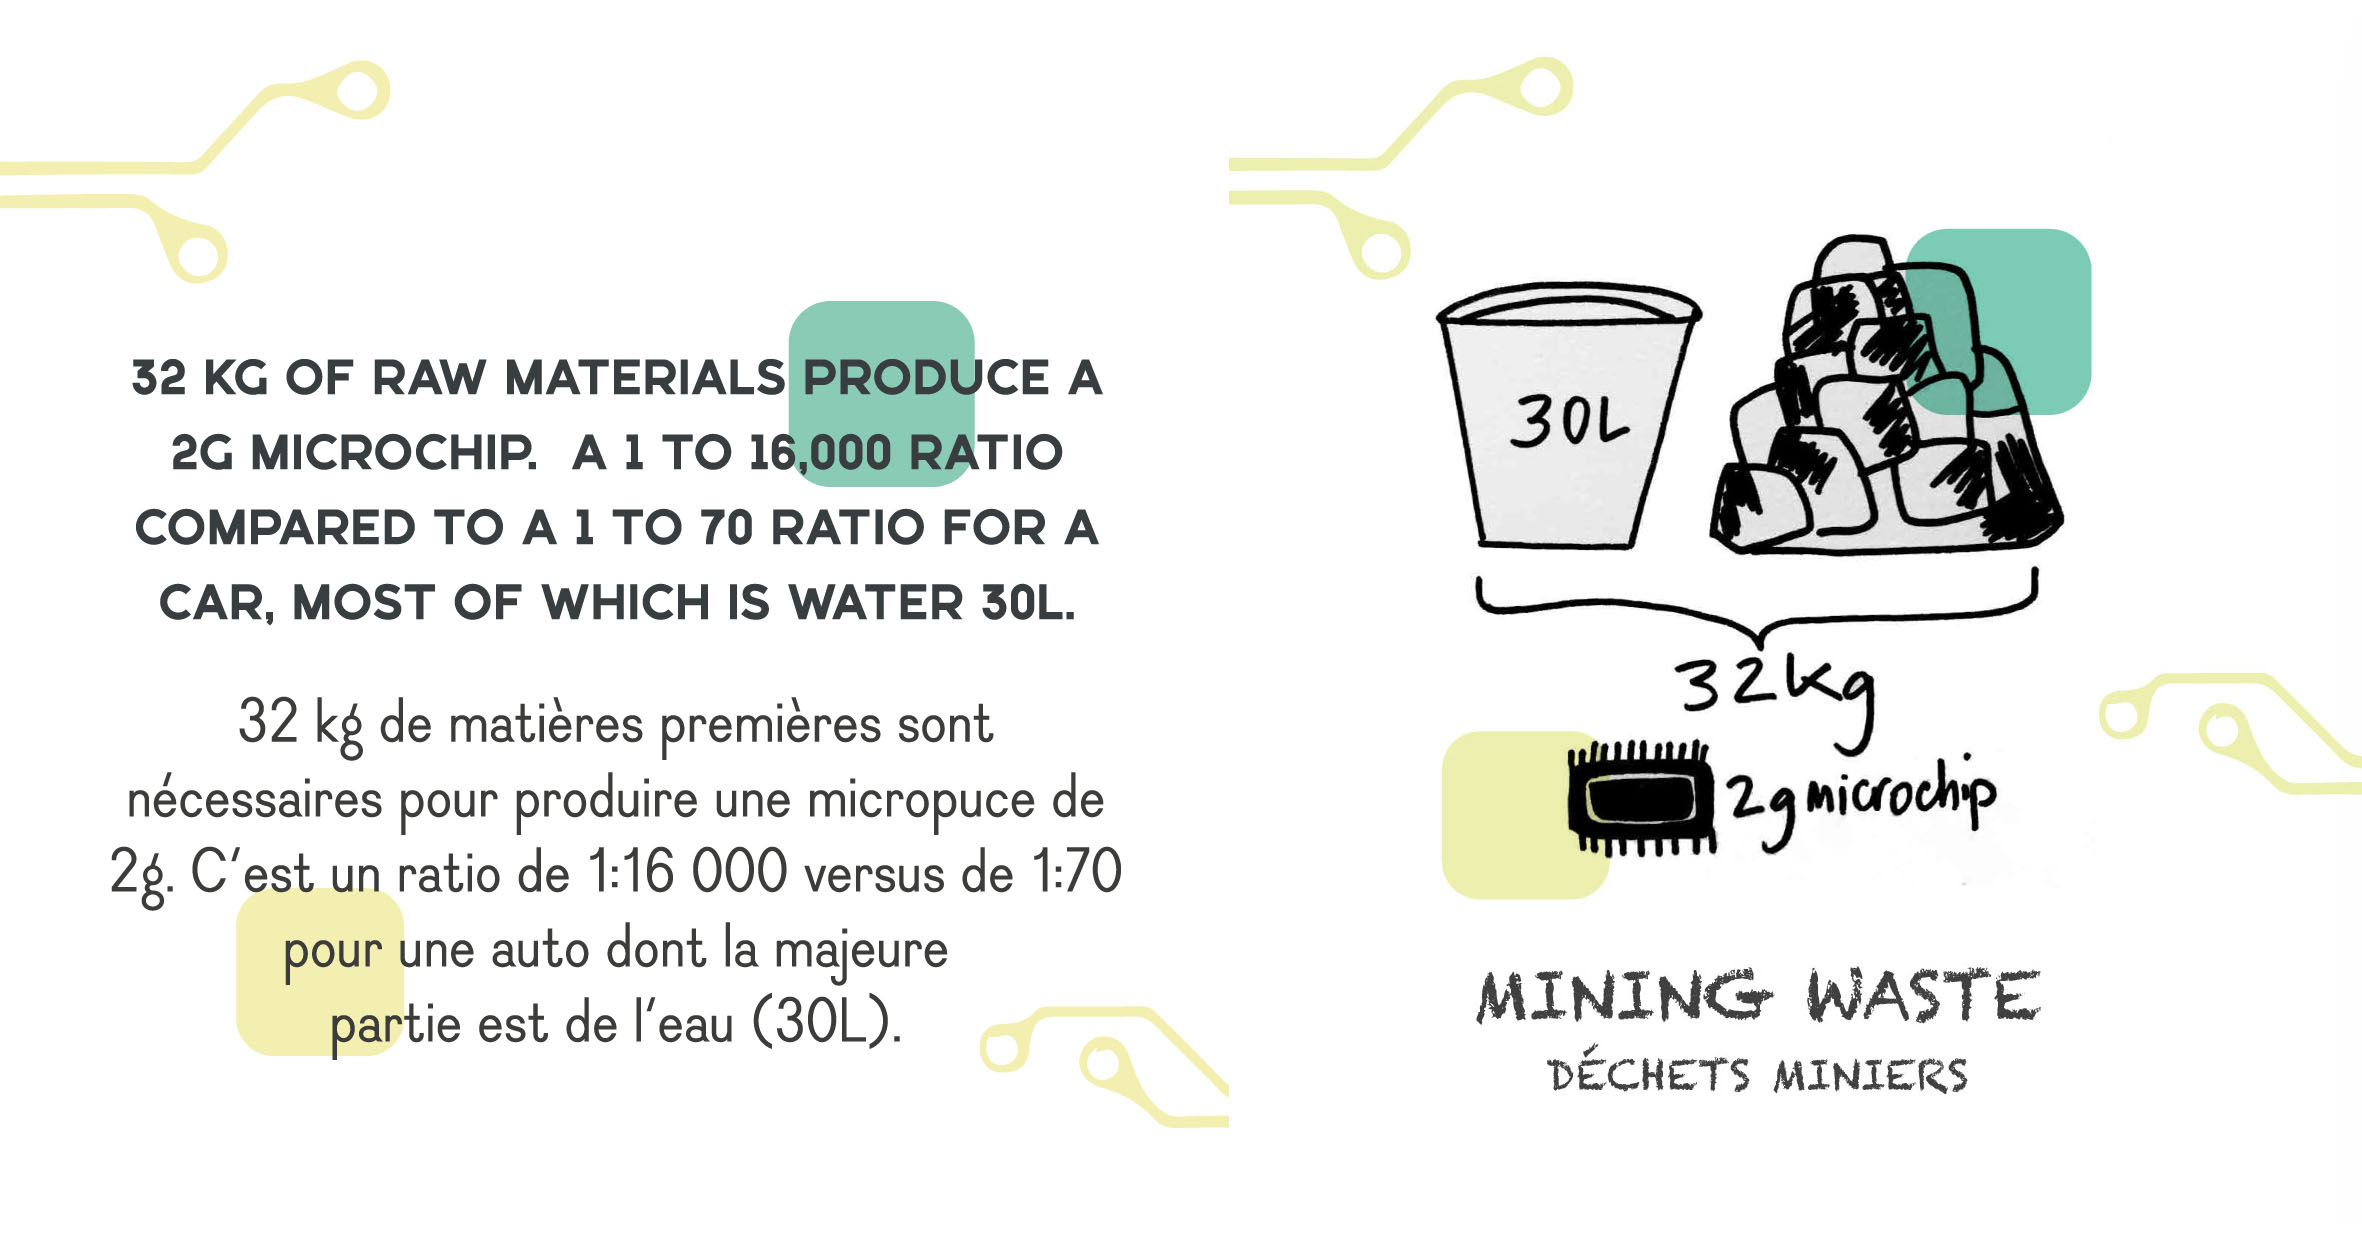 32 KG OF RAW MATERIALS PRODUCE A
2G MICROCHIP. A 1 TO 16,000 RATIO
COMPARED TO A 1 TO 70 RATIO FOR A
CAR, MOST OF WHICH IS WATER 30L.
32 kg de matières premières sont
nécessaires pour produire une micropuce de
2g. C'est un ratio de 1:16 000 versus de 1:70
pour une auto dont la majeure
partie est de l'eau (30L).
30L
32kg
2g microchip
MINING WASTE
DÉCHETS MINIERS